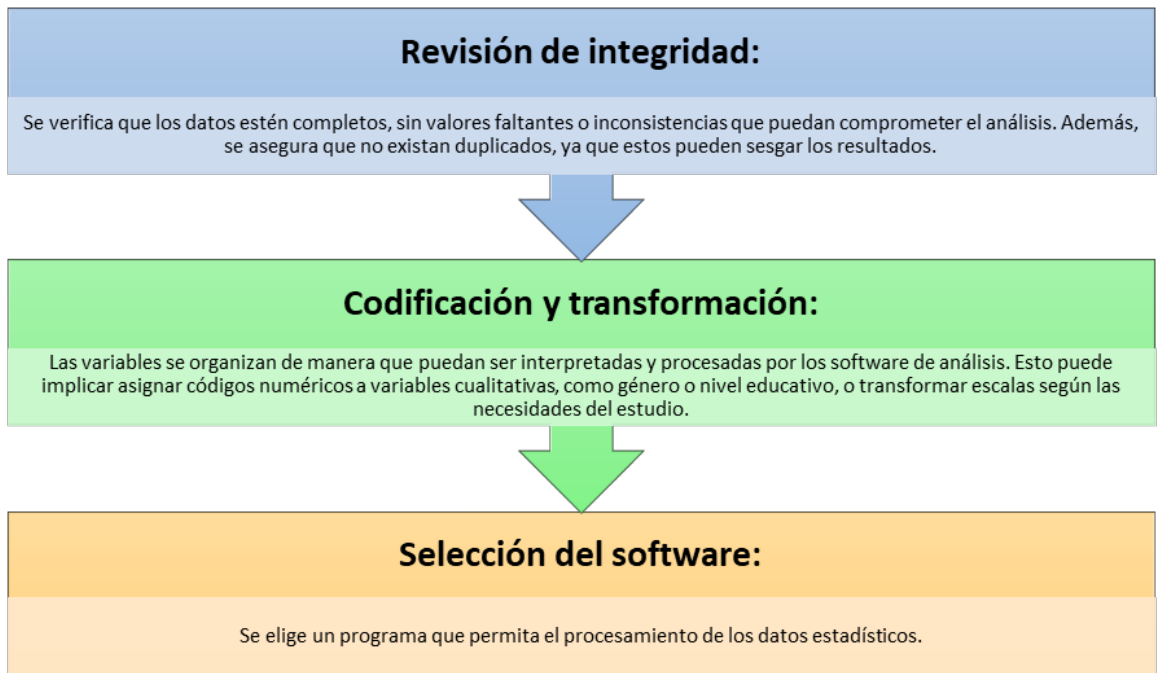 Revisión de integridad:
Se verifica que los datos estén completos, sin valores faltantes o inconsistencias que puedan comprometer el análisis. Además,
se asegura que no existan duplicados, ya que estos pueden sesgar los resultados.
Codificación y transformación:
Las variables se organizan de manera que puedan ser interpretadas y procesadas por los software de análisis. Esto puede
implicar asignar códigos numéricos a variables cualitativas, como género o nivel educativo, o transformar escalas según las
necesidades del estudio.
Selección del software:
Se elige un programa que permita el procesamiento de los datos estadísticos.